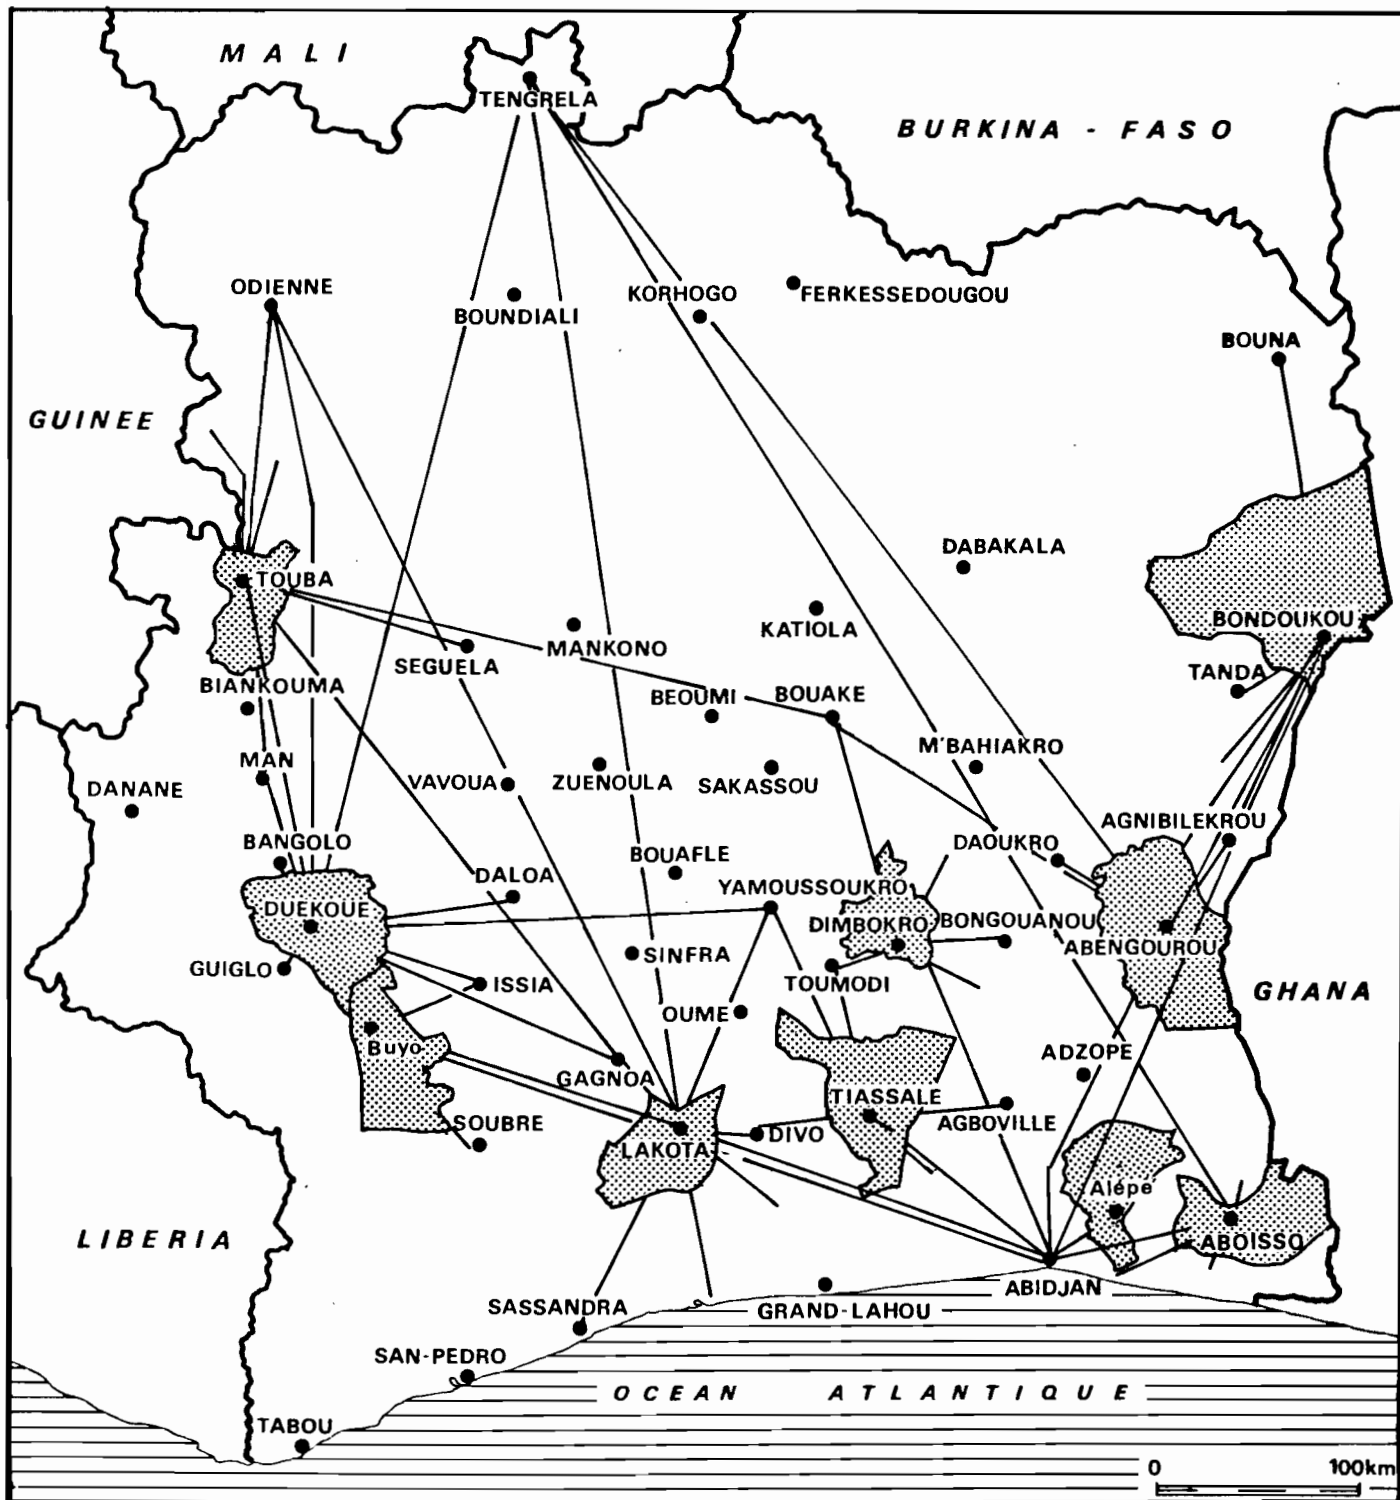 MALI
TENGRELA
BURKINA - FASO
ODIENNE
BOUNDIALI
KORHOGO
FERKESSEDOUGOU
BOUNA
GUINEE
DABAKALA
TOUBA
KATIOLA
BONDOUKOU
MANKONO
SEGUELA
TANDA
BIANKOUMA
BEOUMI
BOUAKE
M'BAHIAKRO
MAN
DANANE
VAVOUA
ZUENOULA
SAKASSOU
AGNIBILEKROU
BANGOLO
BOUAFLE
DAOUKRO
DALOA
YAMOUSSOUKRO
DUEKOUE
DIMBOKRO
BONGOUANOU
ABENGOUROU
SINFRA
GUIGLO
ISSIA
TOUMODI
GHANA
OUME
Buyo
ADZOPE
GAGNOA
TIASSALE
SOUBRE
AGBOVILLE
DIVO
LAKOTA
Alépé
LIBERIA
ABOISSO
ABIDJAN
SASSANDRA
GRAND-LAHOU
SAN-PEDRO
OCEAN ATLANTIQUE
TABOU
0 100km